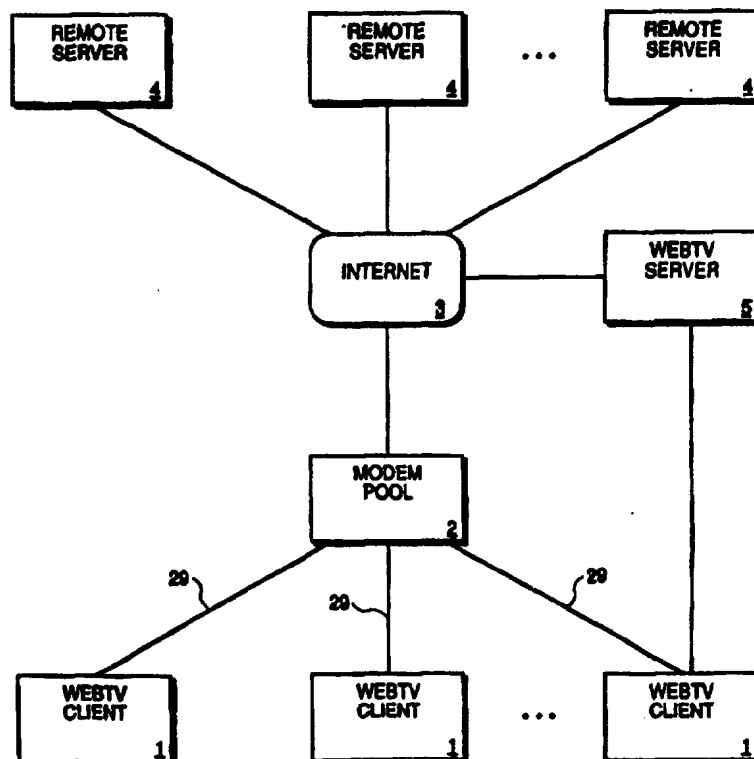 REMOTE
SERVER
4
REMOTE
SERVER
4
...
REMOTE
SERVER
4
INTERNET
3
WEBTV
SERVER
5
MODEM
POOL
2
29
29
29
WEBTV
CLIENT
1
WEBTV
CLIENT
1
...
WEBTV
CLIENT
1